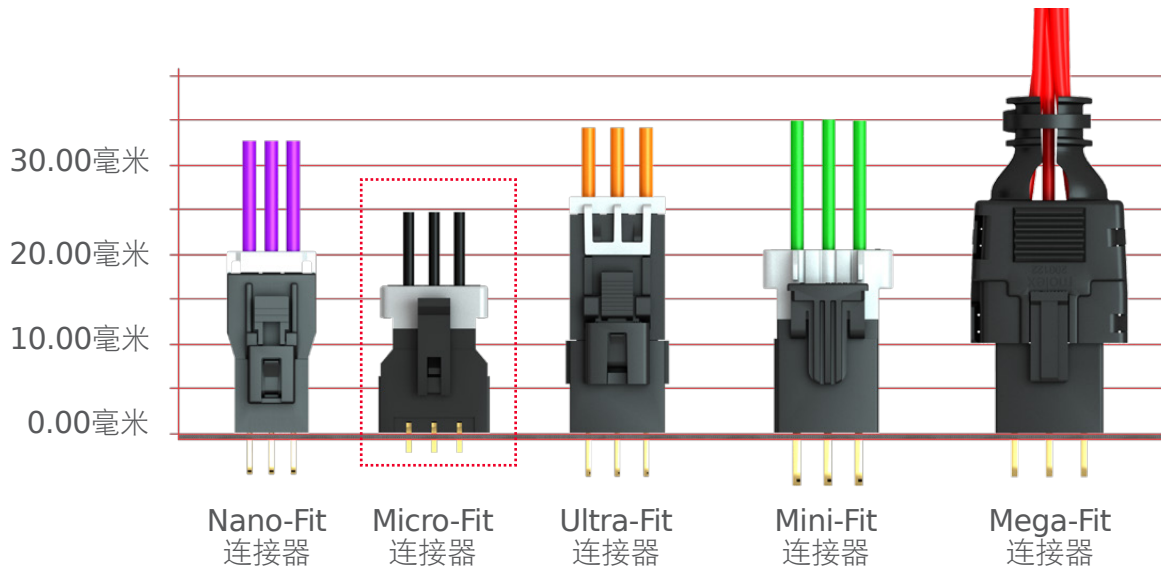 30.00毫米
20.00毫米
10.00毫米
0.00毫米
Nano-Fit
连接器
Micro-Fit
连接器
Ultra-Fit
连接器
Mini-Fit
连接器
Mega-Fit
连接器